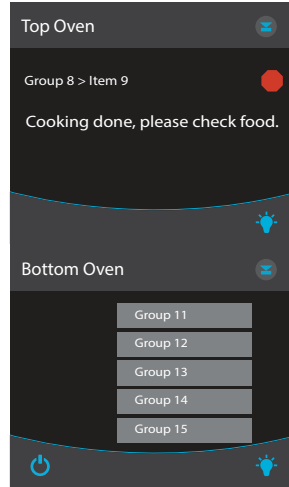 Top Oven
Group 8 > Item 9
Cooking done, please check food.
Bottom Oven
Group 11
Group 12
Group 13
Group 14
Group 15